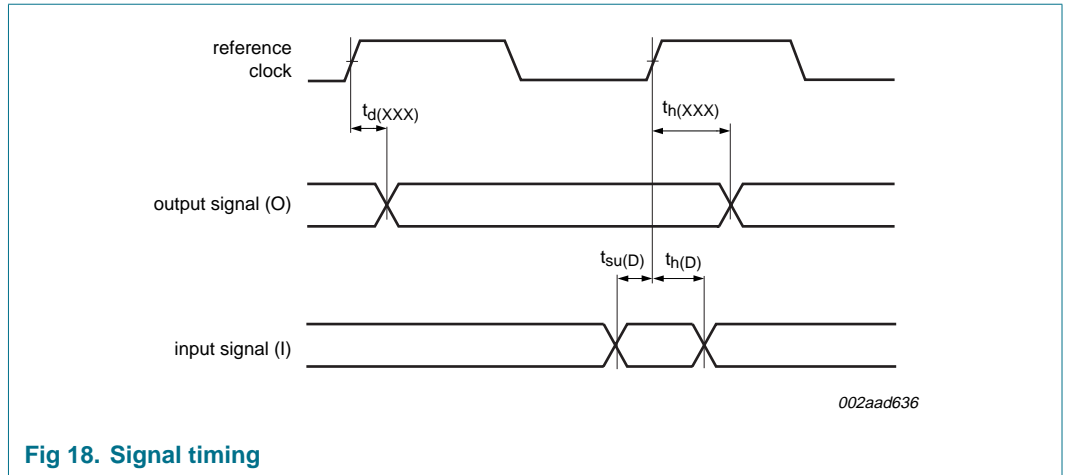 reference
clock
td(XXX)
th(XXX)
output signal (O)
tsu(D)
th(D)
input signal (I)
002aad636
Fig 18. Signal timing